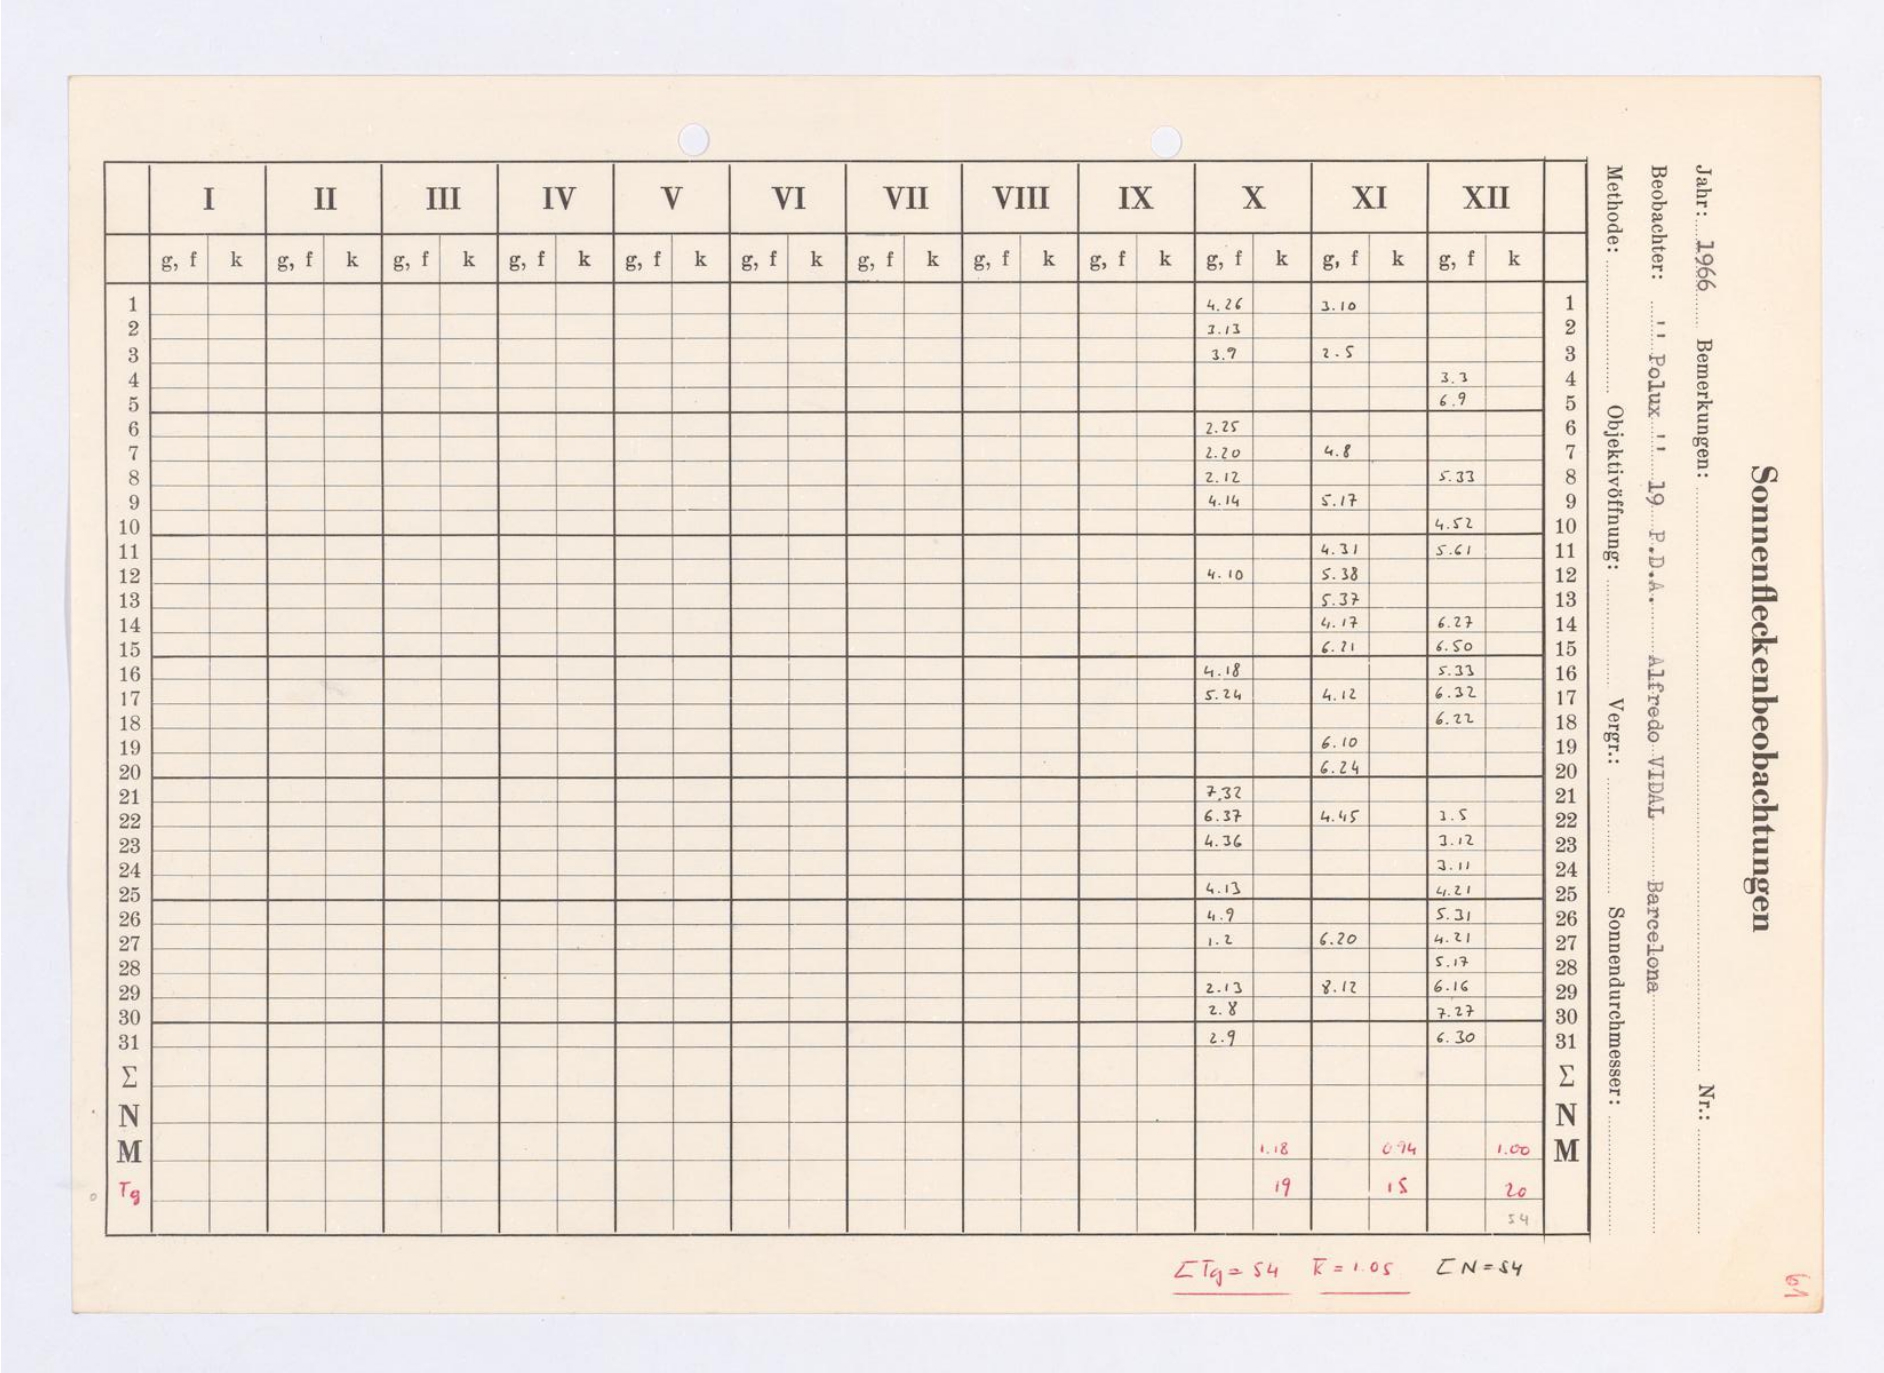 Sonnenfleckenbeobachtungen
Jahr: 1966 Bemerkungen: Nr.:
Beobachter: '' Polux '' 19 P.D.A. Alfredo VIDAL Barcelona
Methode: Objektivöffnung: Vergr.: Sonnendurchmesser:
I II III IV V VI VII VIII IX X XI XII
g, f k g, f k g, f k g, f k g, f k g, f k g, f k g, f k g, f k g, f k g, f k g, f k
1 4.26 3.10 1
2 3.13 2
3 3.9 2.5 3
4 3.3 4
5 6.9 5
6 2.25 6
7 2.20 4.8 7
8 2.12 5.33 8
9 4.14 5.17 9
10 4.52 10
11 4.31 5.61 11
12 4.10 5.38 12
13 5.37 13
14 4.17 6.27 14
15 6.21 6.50 15
16 4.18 5.33 16
17 5.24 4.12 6.32 17
18 6.22 18
19 6.10 19
20 6.24 20
21 7.32 21
22 6.37 4.45 3.5 22
23 4.36 3.12 23
24 3.11 24
25 4.13 4.21 25
26 4.9 5.31 26
27 1.2 6.20 4.21 27
28 5.17 28
29 2.13 8.12 6.16 29
30 2.8 7.27 30
31 2.9 6.30 31
Σ Σ
N N
M 1.18 0.94 1.00 M
Tg 19 15 20
54
ΣTg = 54 k̄ = 1.05 ΣN = 54
61